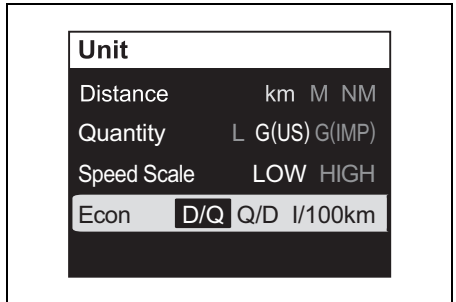 Unit
Distance km M NM
Quantity L G(US) G(IMP)
Speed Scale LOW HIGH
Econ D/Q Q/D l/100km